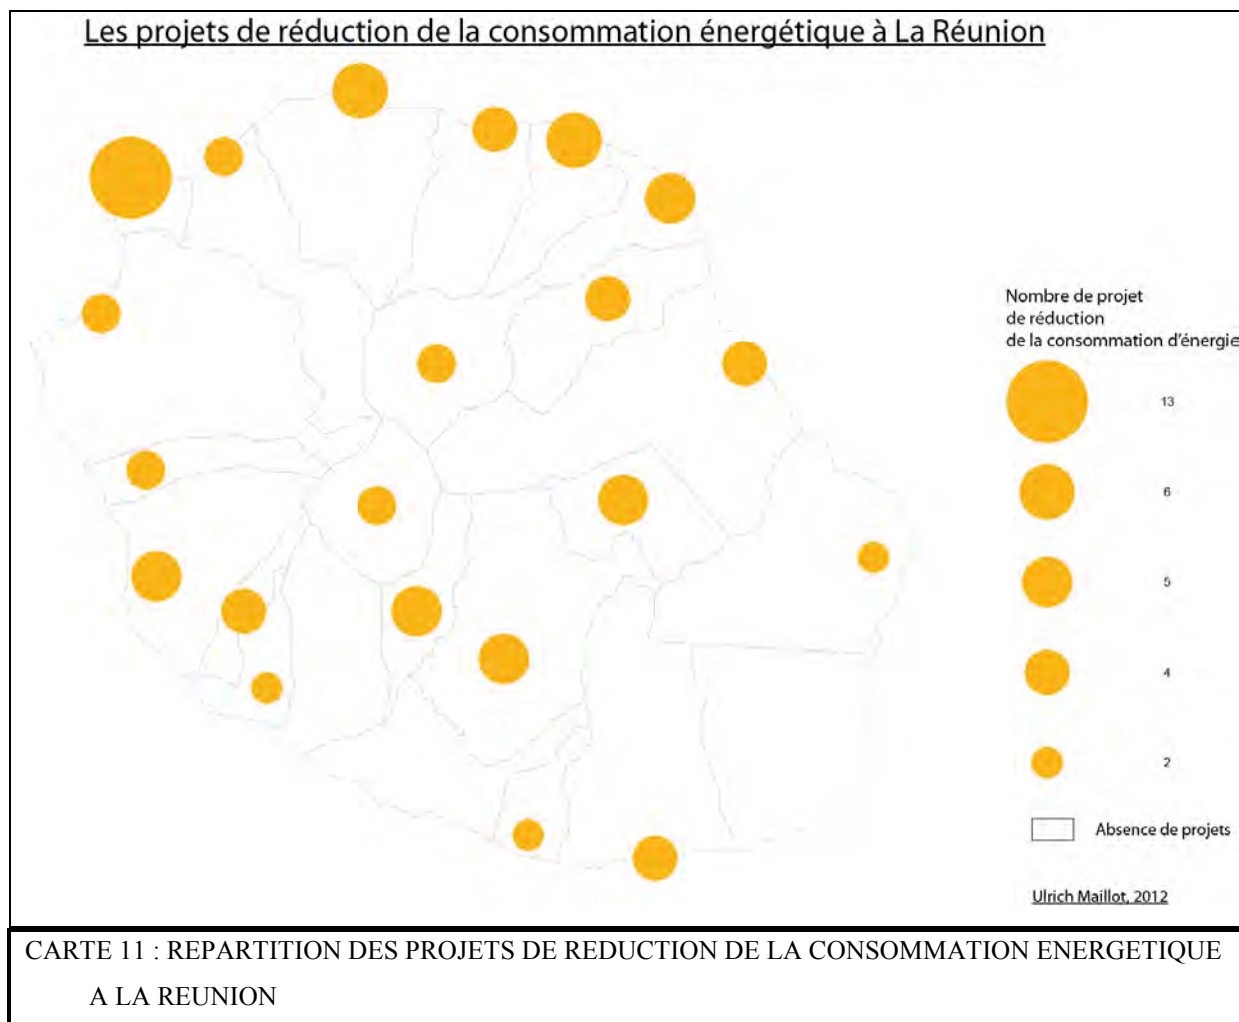 Les projets de réduction de la consommation énergétique à La Réunion
Nombre de projet
de réduction
de la consommation d'énergie
13
6
5
4
2
Absence de projets
Ulrich Maillot, 2012
CARTE 11 : REPARTITION DES PROJETS DE REDUCTION DE LA CONSOMMATION ENERGETIQUE
A LA REUNION